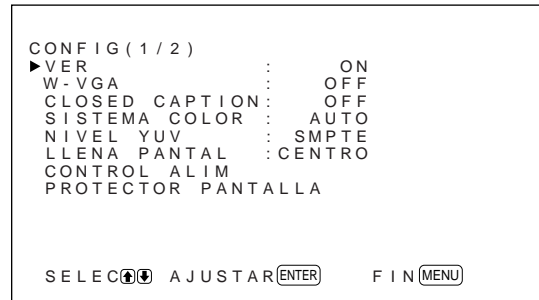 CONFIG(1/2)
▶VER : ON
W-VGA : OFF
CLOSED CAPTION: OFF
SISTEMA COLOR : AUTO
NIVEL YUV : SMPTE
LLENA PANTAL :CENTRO
CONTROL ALIM
PROTECTOR PANTALLA
SELEC⬆⬇ AJUSTAR ENTER FIN MENU